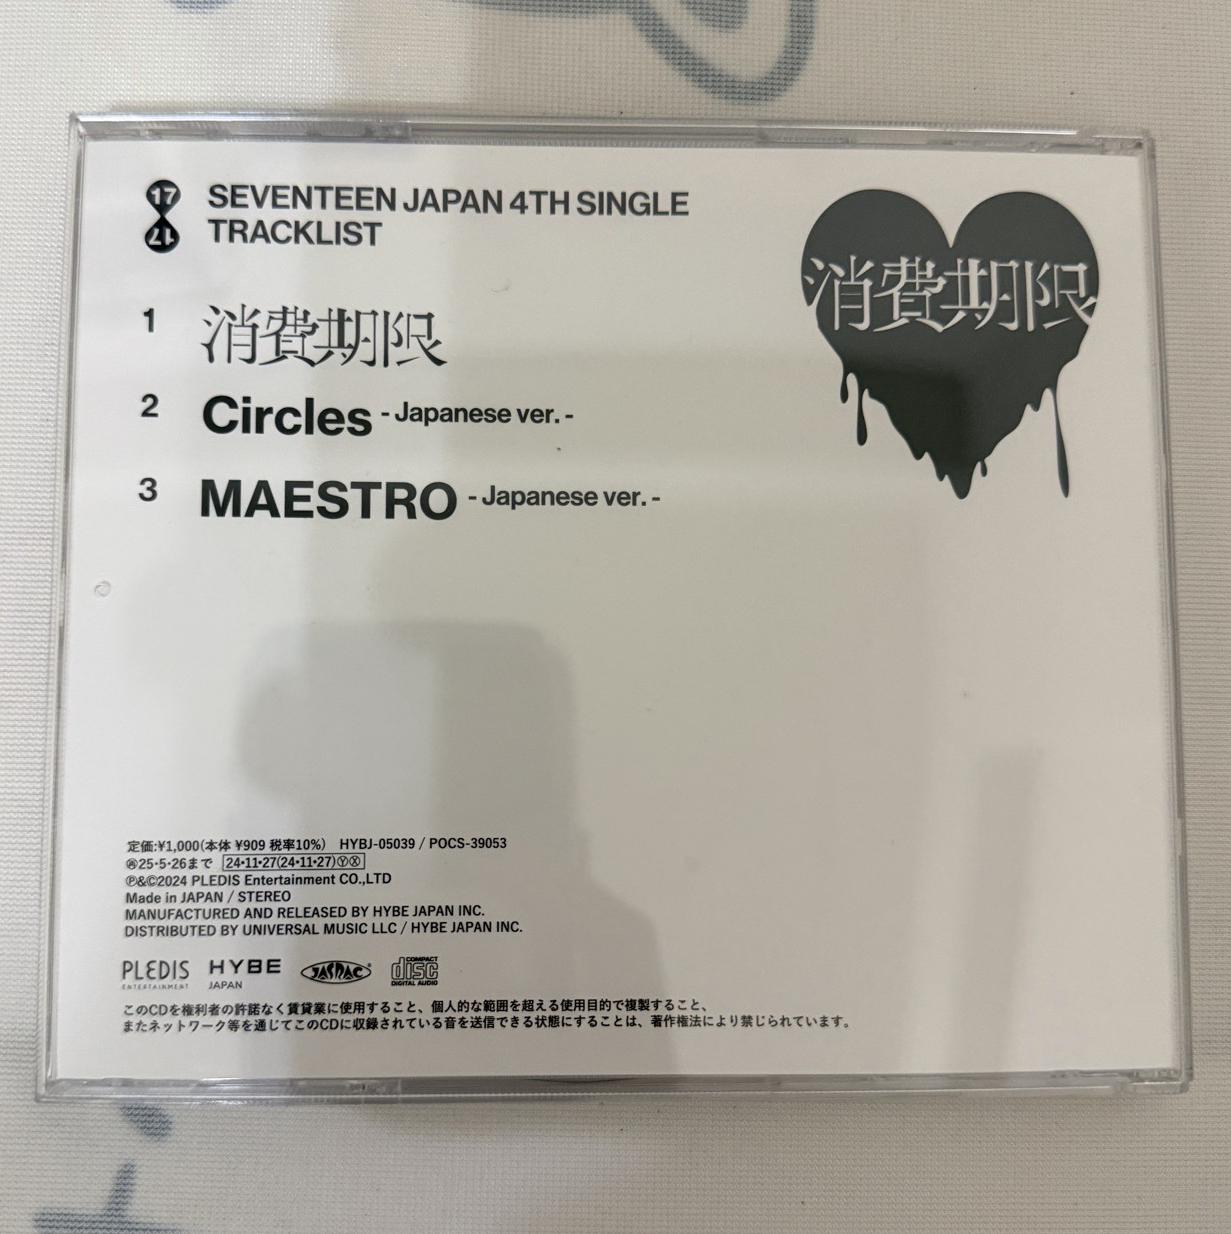 17
17
SEVENTEEN JAPAN 4TH SINGLE
TRACKLIST
消費期限
1 消費期限
2 Circles - Japanese ver. -
3 MAESTRO - Japanese ver. -
定価:¥1,000(本体 ¥909 税率10%) HYBJ-05039 / POCS-39053
㊢25・5・26まで 24・11・27(24・11・27)ⓎⓍ
Ⓟ&©2024 PLEDIS Entertainment CO.,LTD
Made in JAPAN / STEREO
MANUFACTURED AND RELEASED BY HYBE JAPAN INC.
DISTRIBUTED BY UNIVERSAL MUSIC LLC / HYBE JAPAN INC.
PLEDIS ENTERTAINMENT HYBE JAPAN JASRAC COMPACT disc DIGITAL AUDIO
このCDを権利者の許諾なく賃貸業に使用すること、個人的な範囲を超える使用目的で複製すること、
またネットワーク等を通じてこのCDに収録されている音を送信できる状態にすることは、著作権法により禁じられています。